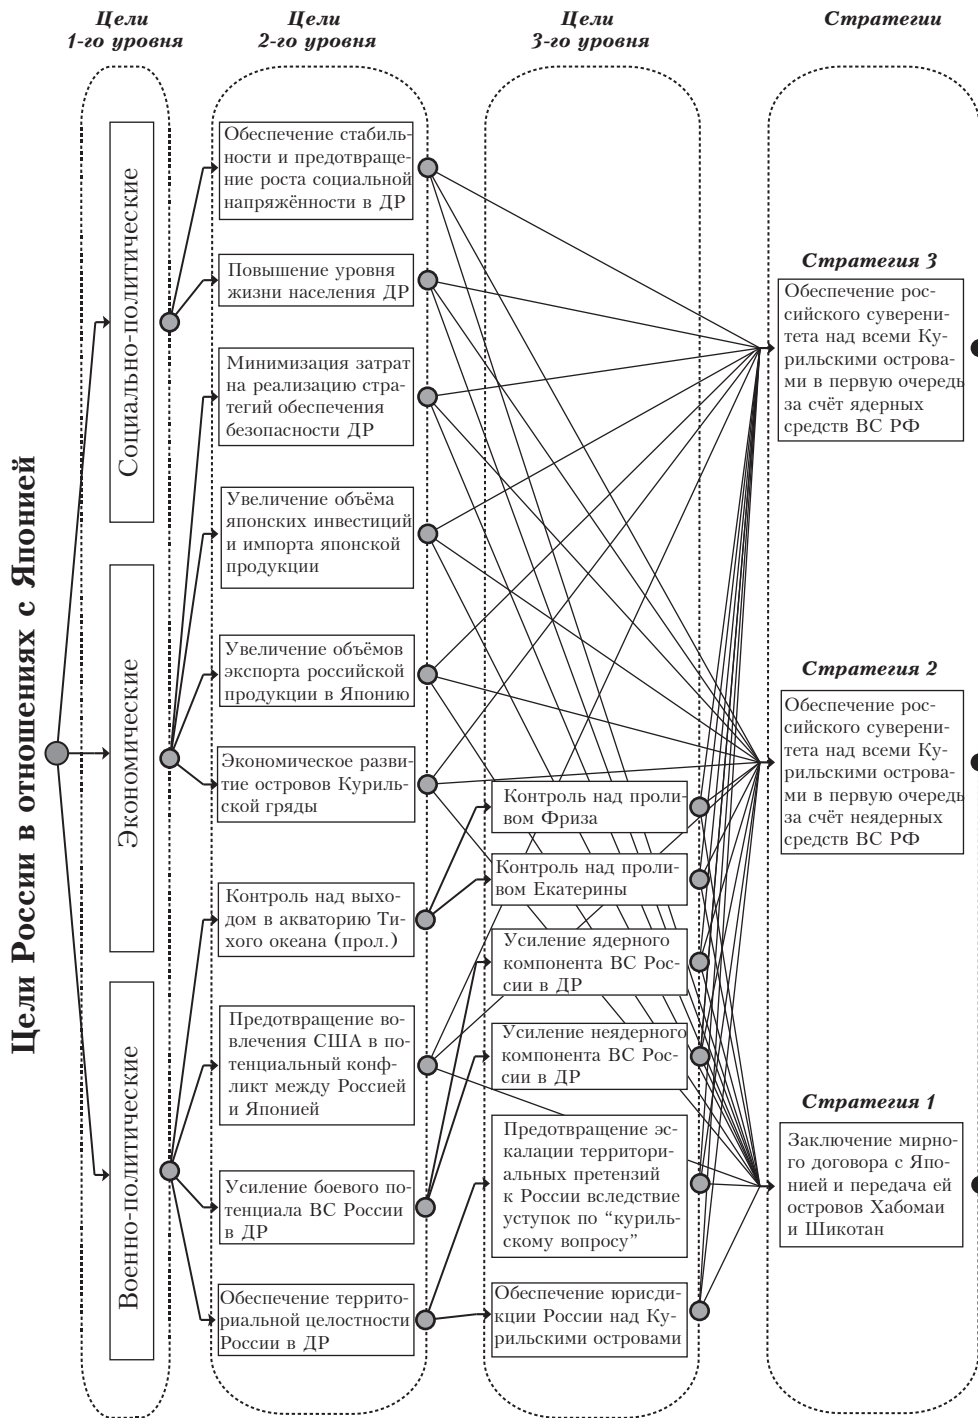 Цели
1-го уровня
Цели
2-го уровня
Цели
3-го уровня
Стратегии
Цели России в отношениях с Японией
Социально-политические
Экономические
Военно-политические
Обеспечение стабиль-
ности и предотвраще-
ние роста социальной
напряжённости в ДР
Повышение уровня
жизни населения ДР
Минимизация затрат
на реализацию стра-
тегий обеспечения
безопасности ДР
Увеличение объёма
японских инвестиций
и импорта японской
продукции
Увеличение объёмов
экспорта российской
продукции в Японию
Экономическое разви-
тие островов Куриль-
ской гряды
Контроль над выхо-
дом в акваторию Ти-
хого океана (прол.)
Предотвращение во-
влечения США в по-
тенциальный конф-
ликт между Россией
и Японией
Усиление боевого по-
тенциала ВС России
в ДР
Обеспечение террито-
риальной целостности
России в ДР
Контроль над проли-
вом Фриза
Контроль над проли-
вом Екатерины
Усиление ядерного
компонента ВС Рос-
сии в ДР
Усиление неядерного
компонента ВС Рос-
сии в ДР
Предотвращение эс-
калации территори-
альных претензий
к России вследствие
уступок по “куриль-
скому вопросу”
Обеспечение юрисди-
кции России над Ку-
рильскими островами
Стратегия 3
Обеспечение рос-
сийского суверени-
тета над всеми Ку-
рильскими острова-
ми в первую очередь
за счёт ядерных
средств ВС РФ
Стратегия 2
Обеспечение рос-
сийского суверени-
тета над всеми Ку-
рильскими острова-
ми в первую очередь
за счёт неядерных
средств ВС РФ
Стратегия 1
Заключение мирно-
го договора с Япо-
нией и передача ей
островов Хабомаи
и Шикотан